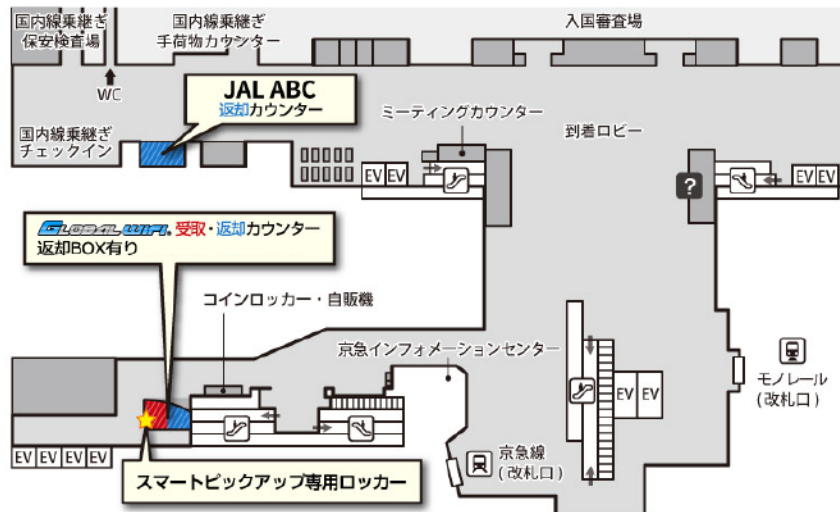 国内線乗継ぎ
保安検査場
国内線乗継ぎ
手荷物カウンター
入国審査場
WC
JAL ABC
返却カウンター
ミーティングカウンター
到着ロビー
国内線乗継ぎ
チェックイン
EV EV
?
EV EV
GLOBAL WIFI. 受取・返却カウンター
返却BOX有り
コインロッカー・自販機
京急インフォメーションセンター
モノレール
(改札口)
EV EV
京急線
(改札口)
EV EV EV EV
スマートピックアップ専用ロッカー